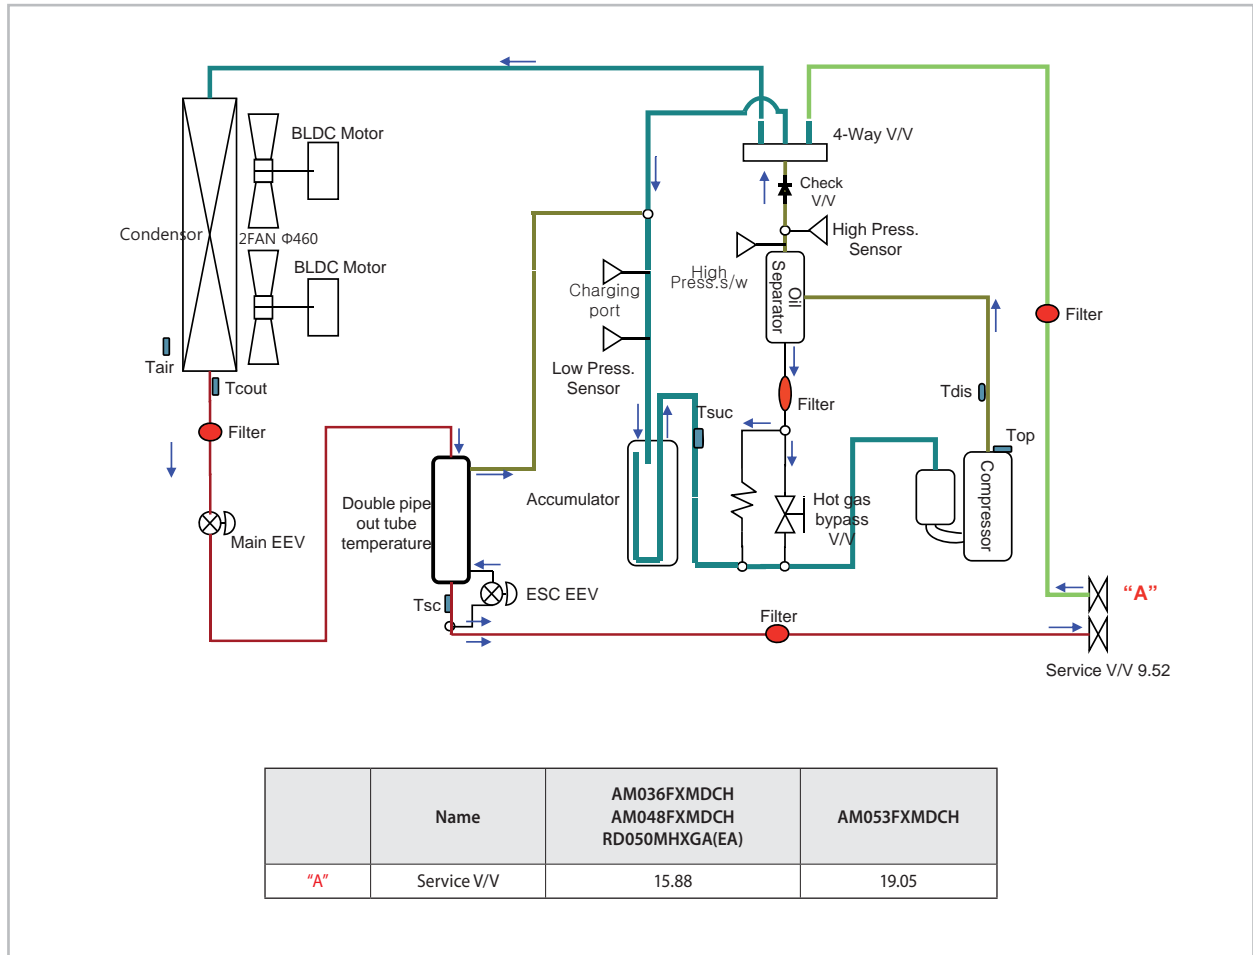 BLDC Motor
Condensor
2FAN Φ460
BLDC Motor
Tair
Tcout
Filter
Main EEV
Double pipe
out tube
temperature
Tsc
ESC EEV
Charging
port
Low Press.
Sensor
Accumulator
Tsuc
4-Way V/V
Check
V/V
High Press.
Sensor
High
Press.s/w
Oil
Separator
Filter
Hot gas
bypass
V/V
Tdis
Top
Compressor
Filter
Filter
“A”
Service V/V 9.52
Name
AM036FXMDCH
AM048FXMDCH
RD050MHXGA(EA)
AM053FXMDCH
“A”
Service V/V
15.88
19.05